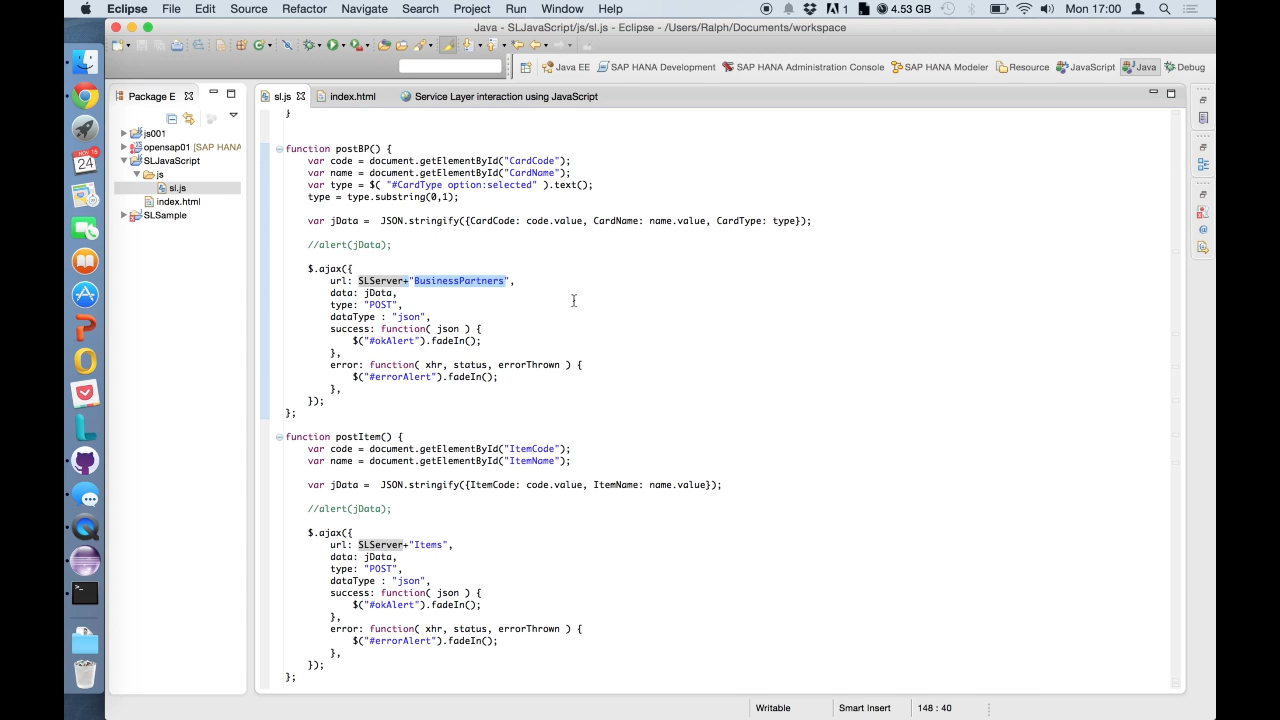 Eclipse File Edit Source Refactor Navigate Search Project Run Window Help 1 4.53 GB Mon 17:00
Java - SLJavaScript/js/sl.js - Eclipse - /Users/Ralph/Documents/workspace
Java EE SAP HANA Development SAP HANA Administration Console SAP HANA Modeler Resource JavaScript Java Debug
Package E
js001
opensap01 [SAP HANA
SLJavaScript
js
sl.js
index.html
SLSample
sl.js index.html Service Layer interaction using JavaScript
}
function postBP() {
var code = document.getElementById("CardCode");
var name = document.getElementById("CardName");
var type = $( "#CardType option:selected" ).text();
type = type.substring(0,1);
var jData =  JSON.stringify({CardCode: code.value, CardName: name.value, CardType: type});
//alert(jData);
$.ajax({
url: SLServer+"BusinessPartners",
data: jData,
type: "POST",
dataType : "json",
success: function( json ) {
$("#okAlert").fadeIn();
},
error: function( xhr, status, errorThrown ) {
$("#errorAlert").fadeIn();
},
});
};
function postItem() {
var code = document.getElementById("ItemCode");
var name = document.getElementById("ItemName");
var jData =  JSON.stringify({ItemCode: code.value, ItemName: name.value});
//alert(jData);
$.ajax({
url: SLServer+"Items",
data: jData,
type: "POST",
dataType : "json",
success: function( json ) {
$("#okAlert").fadeIn();
},
error: function( xhr, status, errorThrown ) {
$("#errorAlert").fadeIn();
},
});
};
Writable Smart Insert 148 : 40